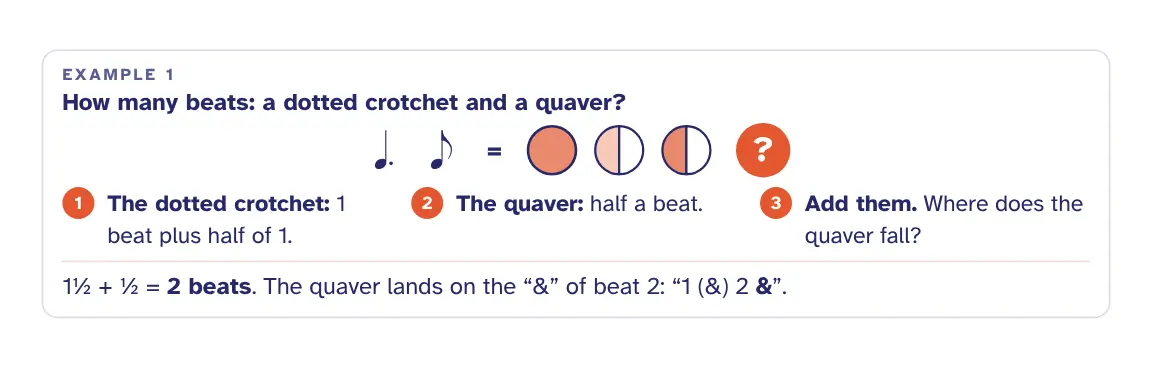 EXAMPLE 1
How many beats: a dotted crotchet and a quaver?
= ?
1 The dotted crotchet: 1
beat plus half of 1.
2 The quaver: half a beat.
3 Add them. Where does the
quaver fall?
1½ + ½ = 2 beats. The quaver lands on the “&” of beat 2: “1 (&) 2 &”.